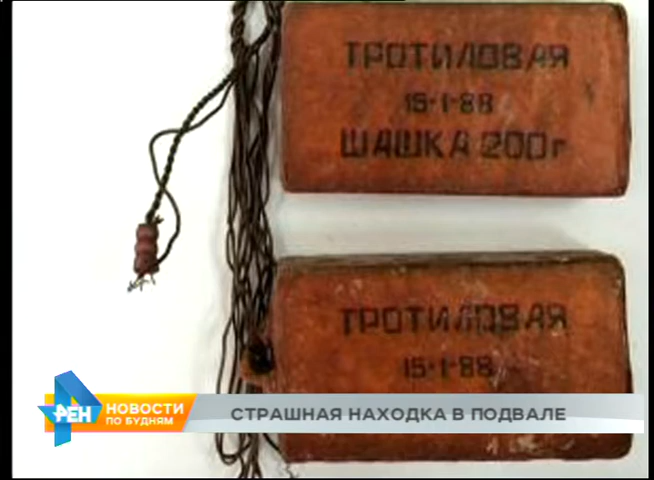 ТРОТИЛОВАЯ
15-1-88
ШАШКА 200г
ТРОТИЛОВАЯ
15-1-88
РЕН
НОВОСТИ
ПО БУДНЯМ
СТРАШНАЯ НАХОДКА В ПОДВАЛЕ